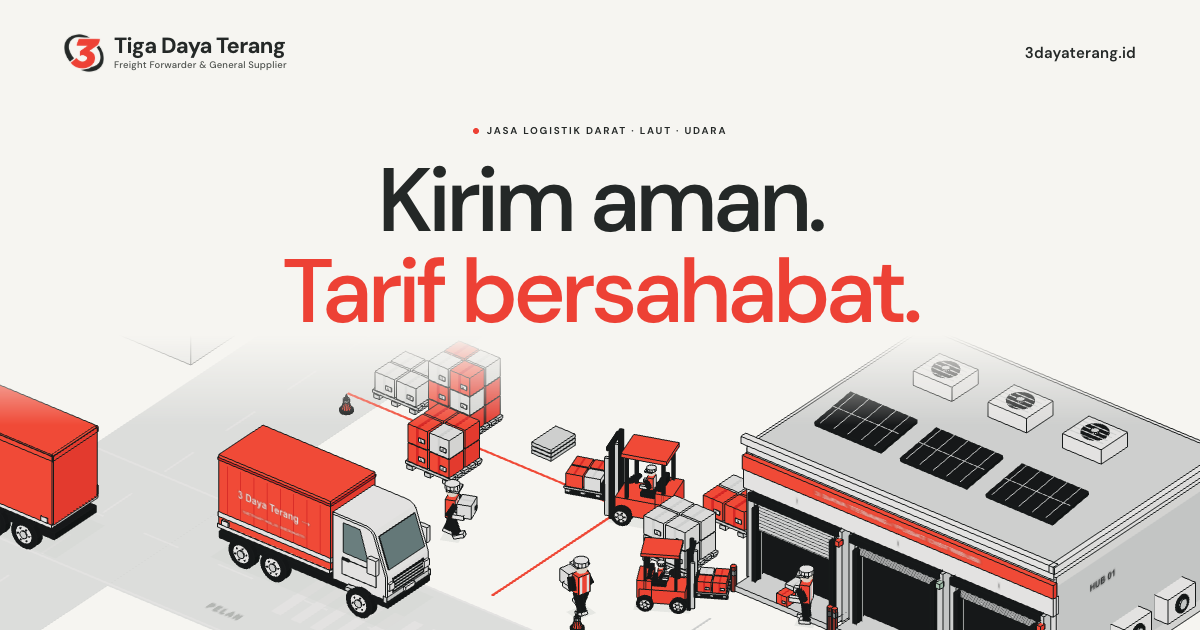 3 Tiga Daya Terang
Freight Forwarder & General Supplier
3dayaterang.id
JASA LOGISTIK DARAT · LAUT · UDARA
Kirim aman.
Tarif bersahabat.
3 Daya Terang
HUB 01
PELAN